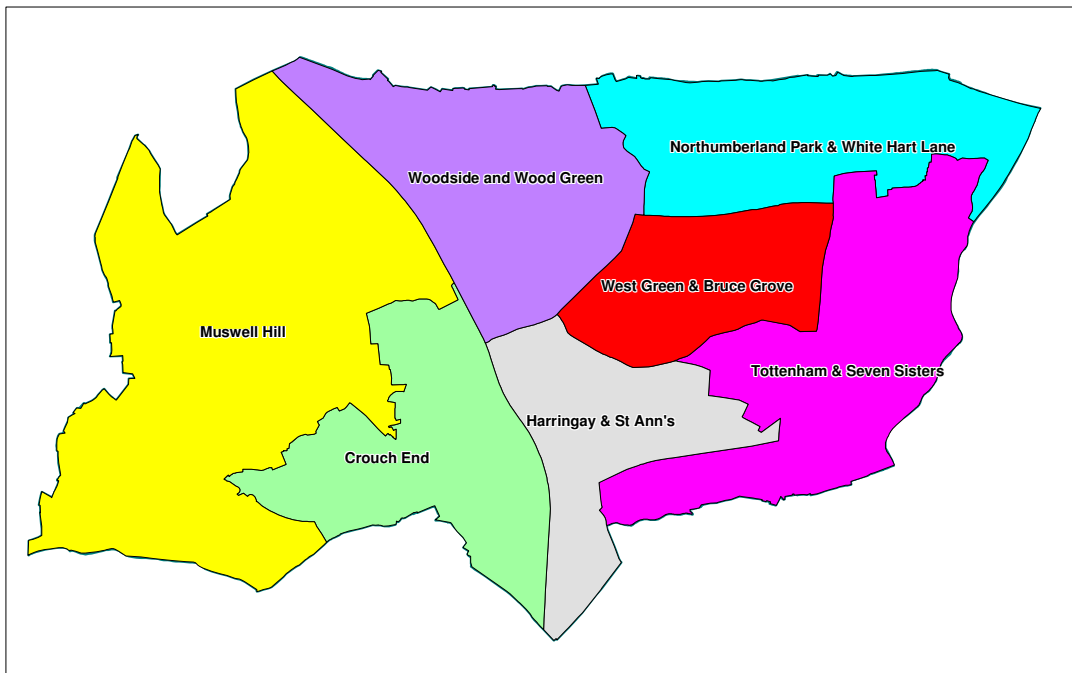 Northumberland Park & White Hart Lane
Woodside and Wood Green
West Green & Bruce Grove
Muswell Hill
Tottenham & Seven Sisters
Harringay & St Ann's
Crouch End